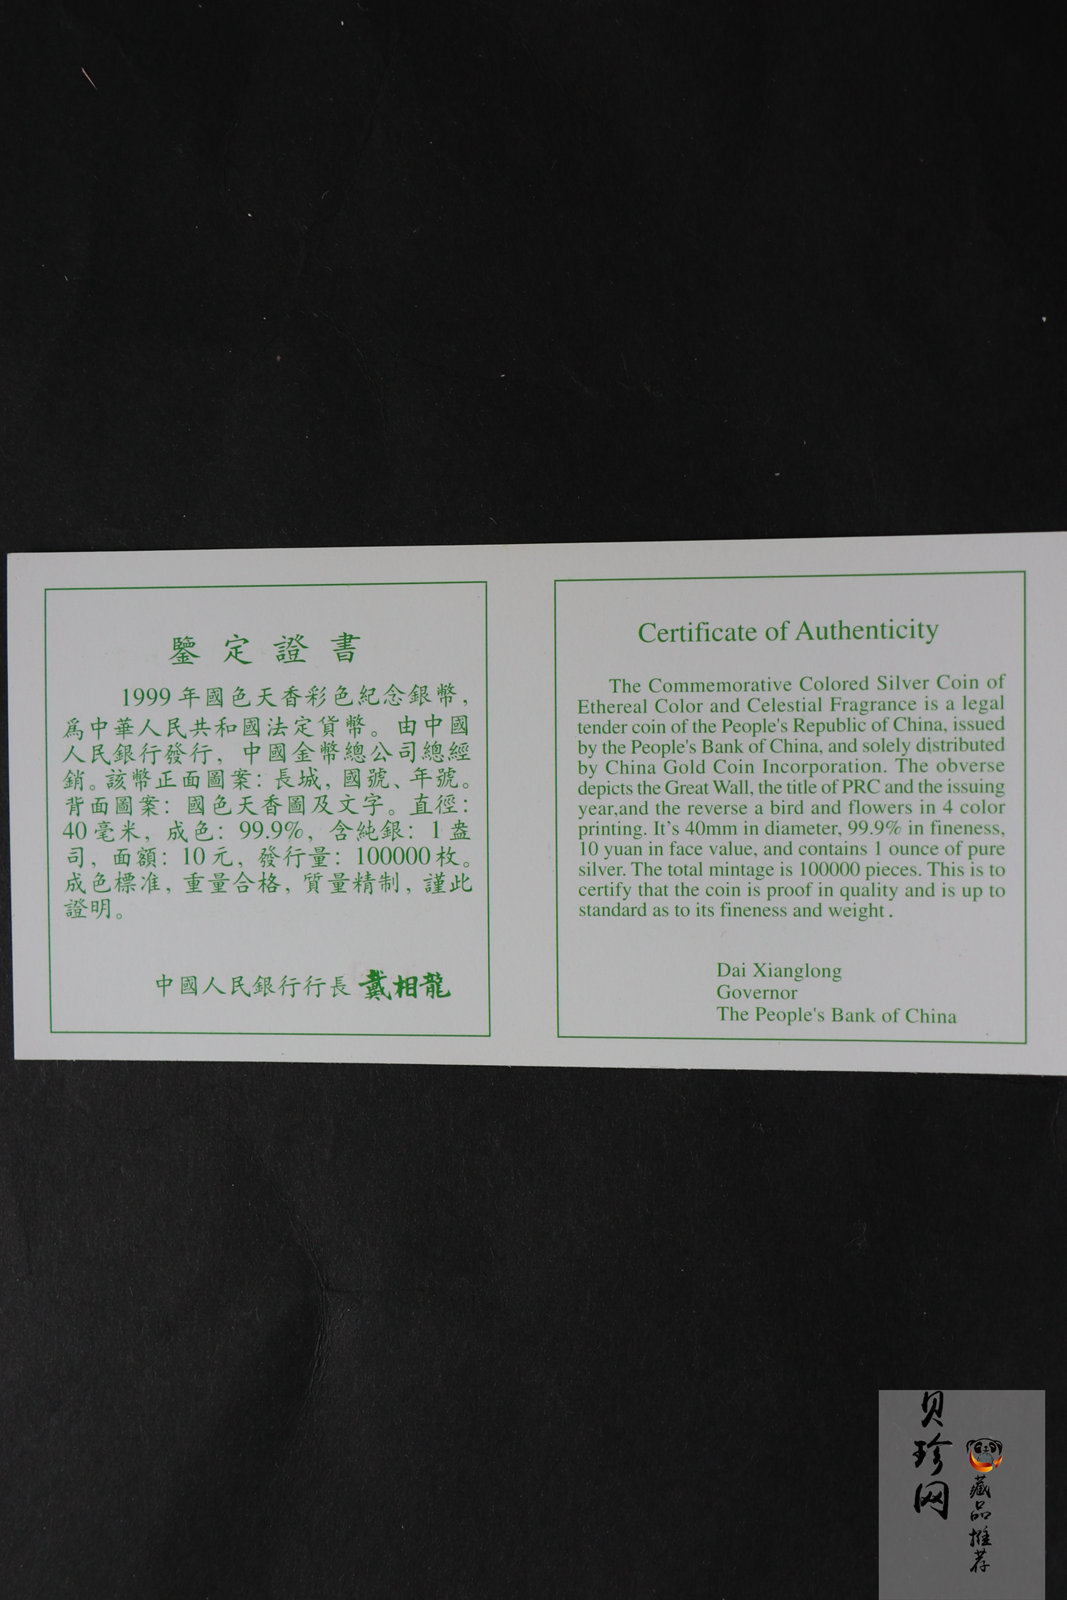 鑒定證書
1999年國色天香彩色紀念銀幣，
爲中華人民共和國法定貨幣。由中國
人民銀行發行，中國金幣總公司總經
銷。該幣正面圖案：長城，國號、年號。
背面圖案：國色天香圖及文字。直徑：
40毫米，成色：99.9%，含純銀：1盎
司，面額：10元，發行量：100000枚。
成色標准，重量合格，質量精制，謹此
證明。
中國人民銀行行長 戴相龍
Certificate of Authenticity
The Commemorative Colored Silver Coin of
Ethereal Color and Celestial Fragrance is a legal
tender coin of the People's Republic of China, issued
by the People's Bank of China, and solely distributed
by China Gold Coin Incorporation. The obverse
depicts the Great Wall, the title of PRC and the issuing
year,and the reverse a bird and flowers in 4 color
printing. It's 40mm in diameter, 99.9% in fineness,
10 yuan in face value, and contains 1 ounce of pure
silver. The total mintage is 100000 pieces. This is to
certify that the coin is proof in quality and is up to
standard as to its fineness and weight .
Dai Xianglong
Governor
The People's Bank of China
贝珍网
藏品推荐